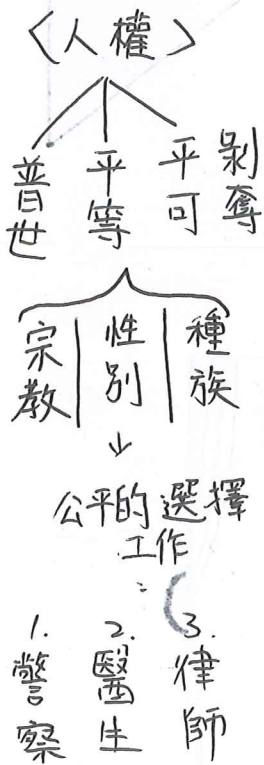 〈人權〉
普世
平等
平可剝奪
宗教
性別
種族
公平的選擇
工作
1. 警察
2. 醫生
3. 律師